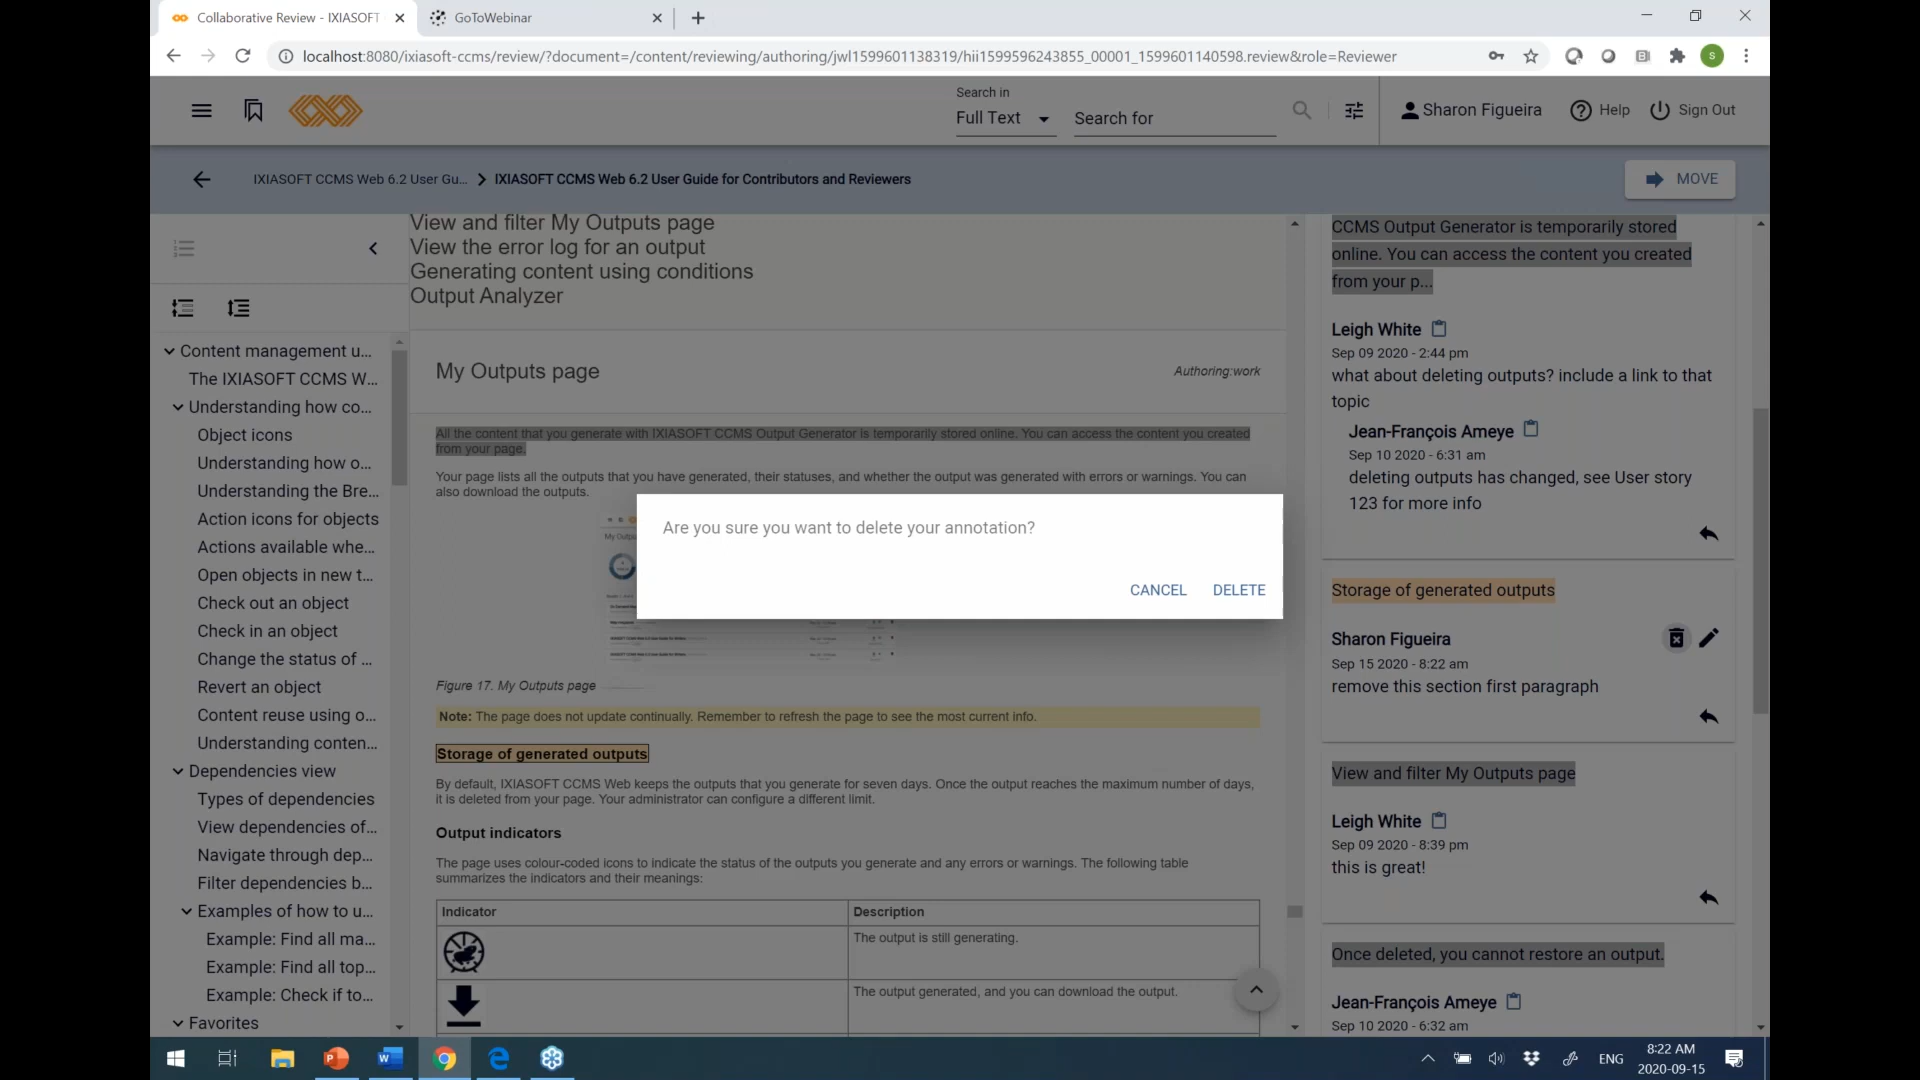 Collaborative Review - IXIASOFT
GoToWebinar
localhost:8080/ixiasoft-ccms/review/?document=/content/reviewing/authoring/jwl1599601138319/hii1599596243855_00001_1599601140598.review&role=Reviewer
Search in
Full Text
Search for
Sharon Figueira
Help
Sign Out
IXIASOFT CCMS Web 6.2 User Gu...
IXIASOFT CCMS Web 6.2 User Guide for Contributors and Reviewers
MOVE
Content management u...
The IXIASOFT CCMS W...
Understanding how co...
Object icons
Understanding how o...
Understanding the Bre...
Action icons for objects
Actions available whe...
Open objects in new t...
Check out an object
Check in an object
Change the status of ...
Revert an object
Content reuse using o...
Understanding conten...
Dependencies view
Types of dependencies
View dependencies of...
Navigate through dep...
Filter dependencies b...
Examples of how to u...
Example: Find all ma...
Example: Find all top...
Example: Check if to...
Favorites
View and filter My Outputs page
View the error log for an output
Generating content using conditions
Output Analyzer
My Outputs page
Authoring:work
All the content that you generate with IXIASOFT CCMS Output Generator is temporarily stored online. You can access the content you created
from your page.
Your page lists all the outputs that you have generated, their statuses, and whether the output was generated with errors or warnings. You can
also download the outputs.
Are you sure you want to delete your annotation?
CANCEL
DELETE
Figure 17. My Outputs page
Note: The page does not update continually. Remember to refresh the page to see the most current info.
Storage of generated outputs
By default, IXIASOFT CCMS Web keeps the outputs that you generate for seven days. Once the output reaches the maximum number of days,
it is deleted from your page. Your administrator can configure a different limit.
Output indicators
The page uses colour-coded icons to indicate the status of the outputs you generate and any errors or warnings. The following table
summarizes the indicators and their meanings:
Indicator
Description
The output is still generating.
The output generated, and you can download the output.
CCMS Output Generator is temporarily stored
online. You can access the content you created
from your p...
Leigh White
Sep 09 2020 - 2:44 pm
what about deleting outputs? include a link to that
topic
Jean-François Ameye
Sep 10 2020 - 6:31 am
deleting outputs has changed, see User story
123 for more info
Storage of generated outputs
Sharon Figueira
Sep 15 2020 - 8:22 am
remove this section first paragraph
View and filter My Outputs page
Leigh White
Sep 09 2020 - 8:39 pm
this is great!
Once deleted, you cannot restore an output.
Jean-François Ameye
Sep 10 2020 - 6:32 am
ENG
8:22 AM
2020-09-15